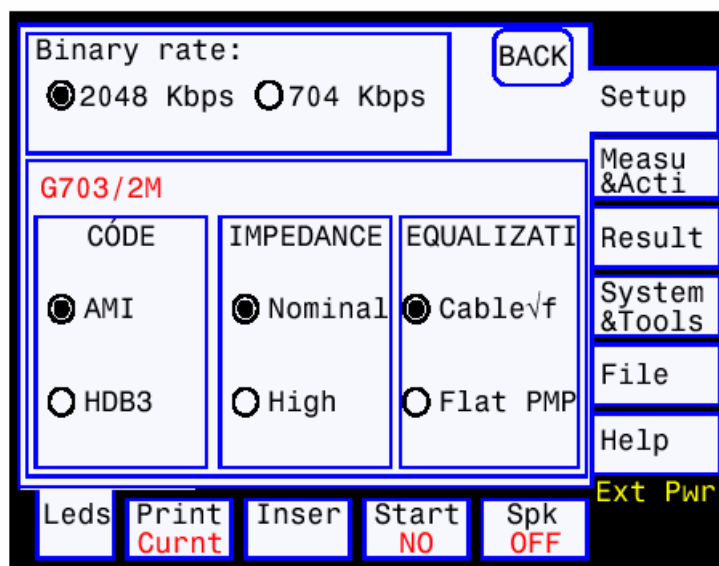 Binary rate:
BACK
2048 Kbps 704 Kbps
Setup
Measu
&Acti
G703/2M
CÓDE IMPEDANCE EQUALIZATI
Result
AMI Nominal Cable√f
System
&Tools
File
HDB3 High Flat PMP
Help
Ext Pwr
Leds Print Inser Start Spk
Curnt NO OFF